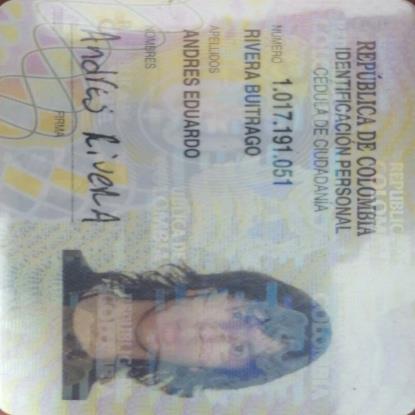 REPÚBLICA DE COLOMBIA
IDENTIFICACIÓN PERSONAL
CÉDULA DE CIUDADANÍA
NÚMERO 1.017.191.051
RIVERA BUITRAGO
APELLIDOS
ANDRES EDUARDO
NOMBRES
Andrés Rivera
FIRMA